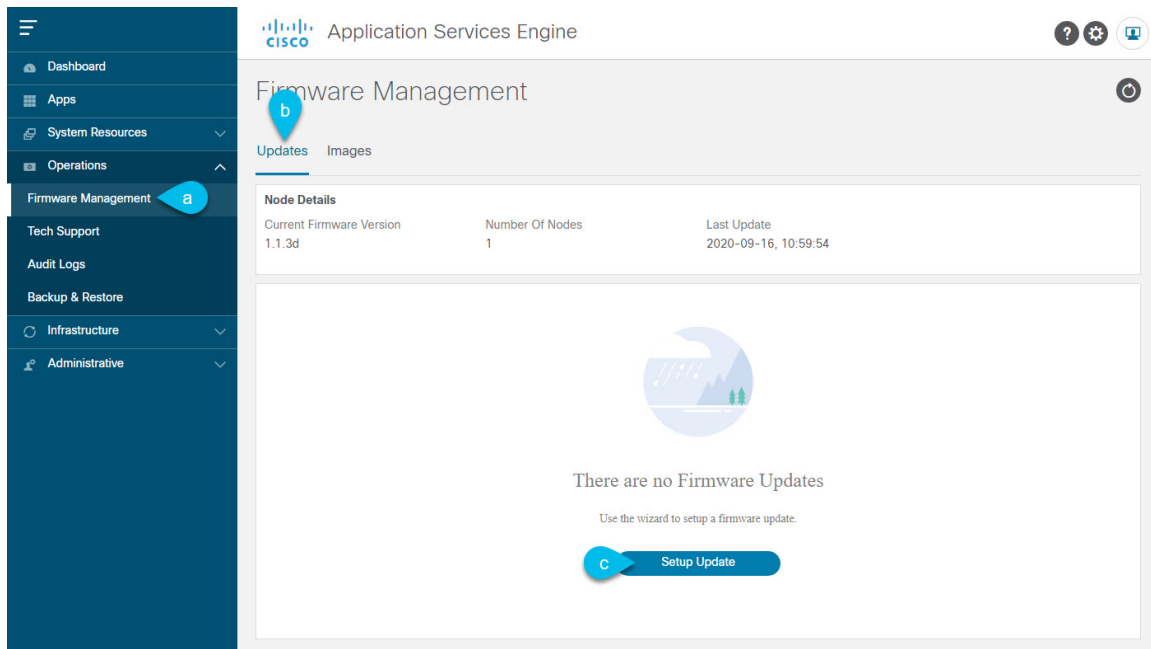 CISCO Application Services Engine
?
Dashboard
Apps
System Resources
Operations
Firmware Management
a
Tech Support
Audit Logs
Backup & Restore
Infrastructure
Administrative
Firmware Management
b
Updates Images
Node Details
Current Firmware Version Number Of Nodes Last Update
1.1.3d 1 2020-09-16, 10:59:54
There are no Firmware Updates
Use the wizard to setup a firmware update.
c Setup Update